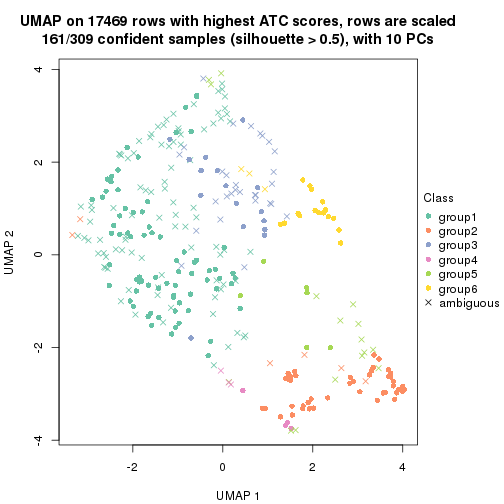 UMAP on 17469 rows with highest ATC scores, rows are scaled
161/309 confident samples (silhouette > 0.5), with 10 PCs
4
2
0
-2
-4
UMAP 2
-2
0
2
4
UMAP 1
Class
group1
group2
group3
group4
group5
group6
ambiguous